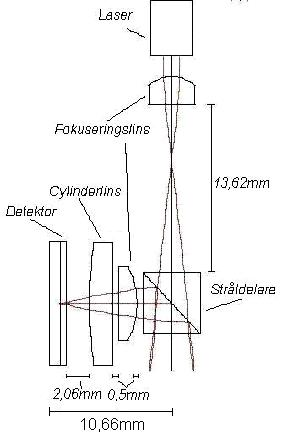 Laser
Fokuseringslins
13,62mm
Cylinderlins
Detektor
Stråldelare
2,06mm
0,5mm
10,66mm